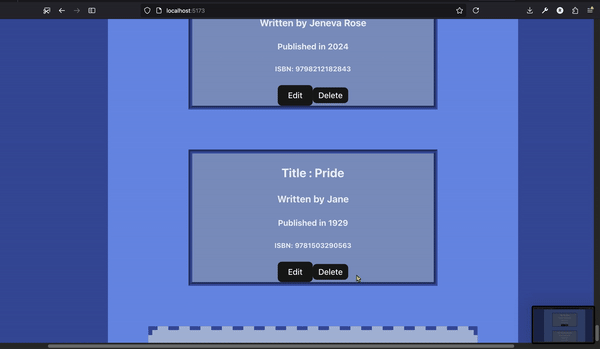 localhost:5173
Written by Jeneva Rose
Published in 2024
ISBN: 9798212182843
Edit Delete
Title : Pride
Written by Jane
Published in 1929
ISBN: 9781503290563
Edit Delete